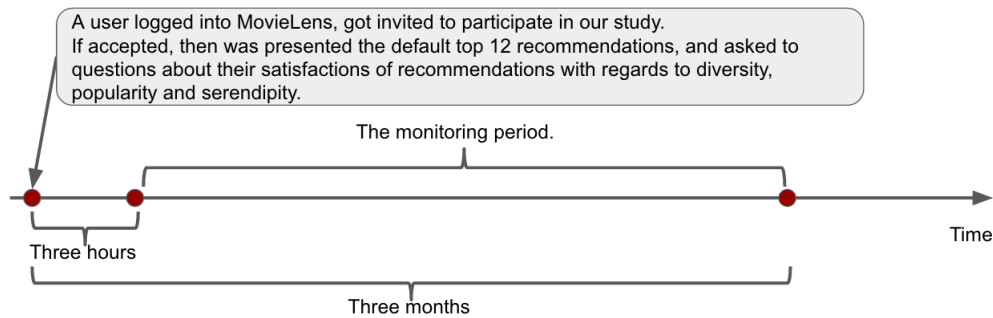 A user logged into MovieLens, got invited to participate in our study.
If accepted, then was presented the default top 12 recommendations, and asked to
questions about their satisfactions of recommendations with regards to diversity,
popularity and serendipity.
The monitoring period.
Time
Three hours
Three months